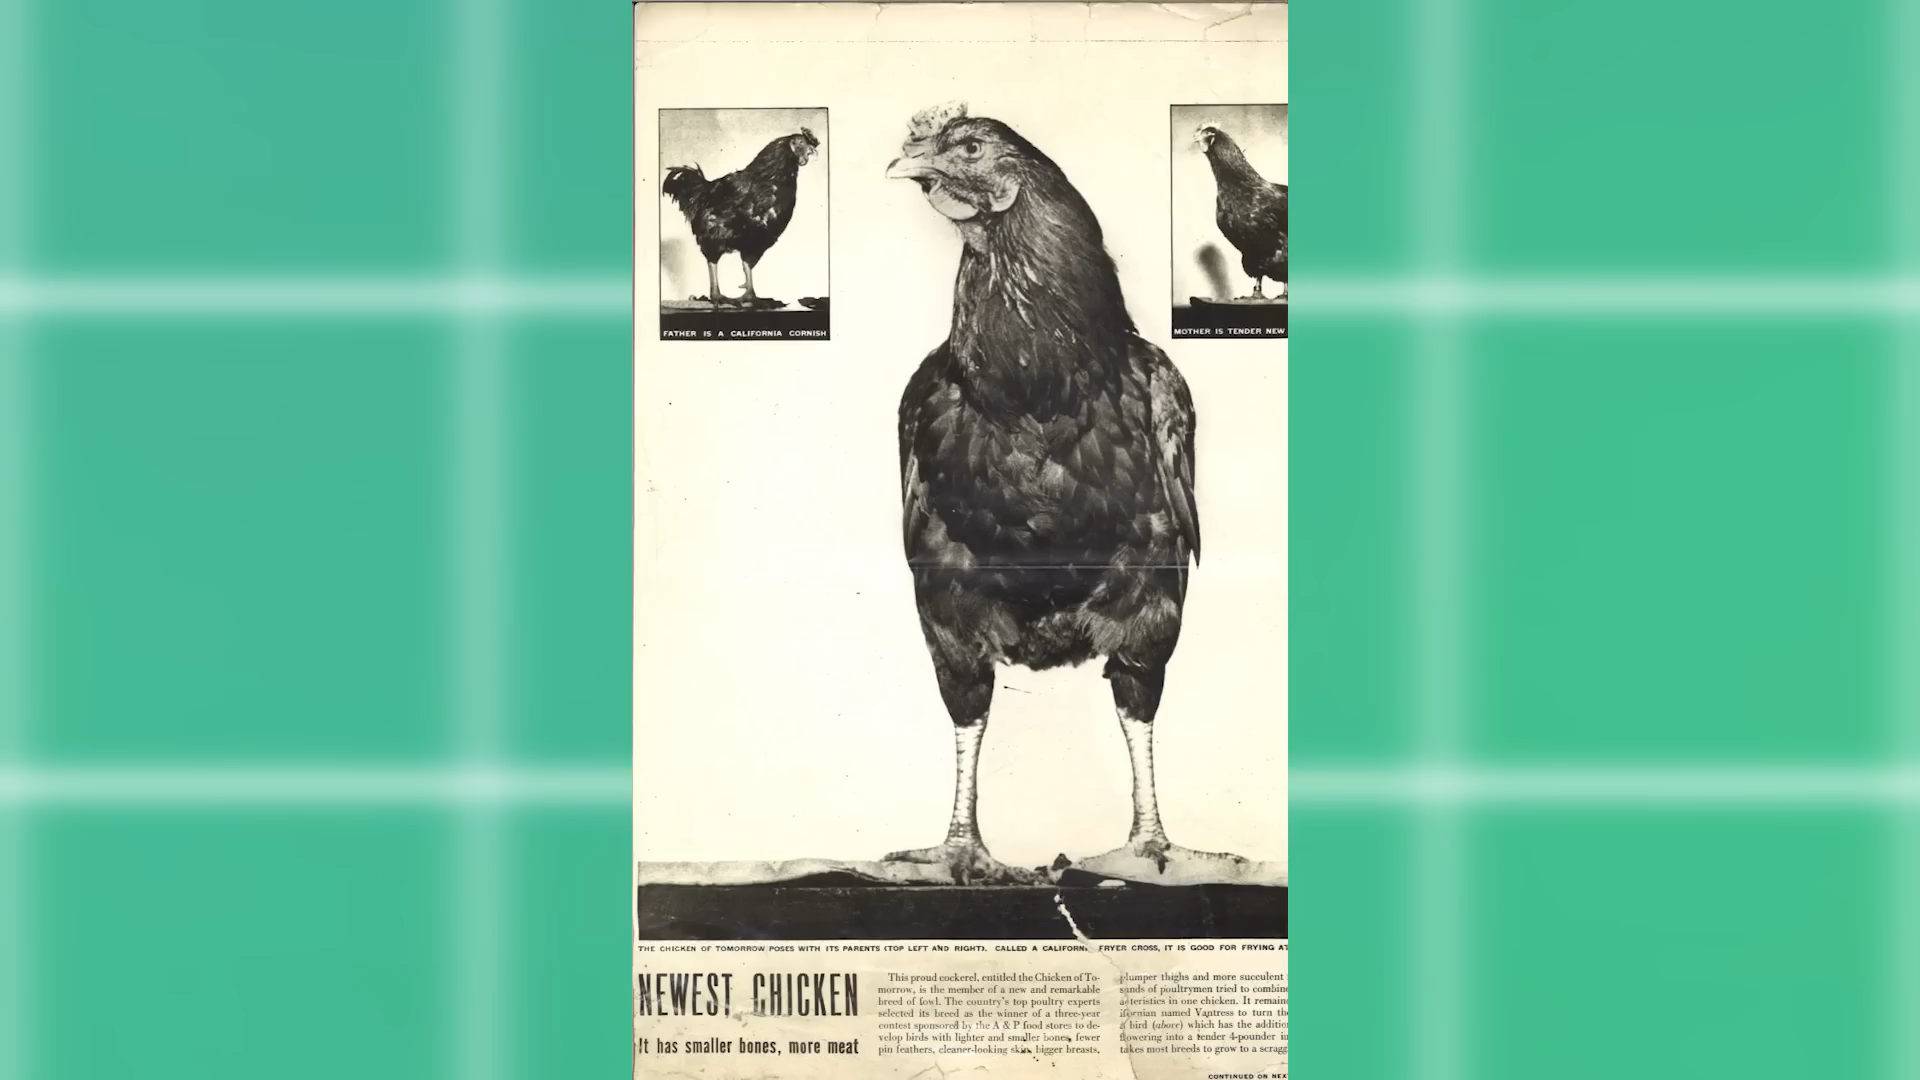 FATHER IS A CALIFORNIA CORNISH
MOTHER IS TENDER NEW
THE CHICKEN OF TOMORROW POSES WITH ITS PARENTS (TOP LEFT AND RIGHT). CALLED A CALIFORN FRYER CROSS, IT IS GOOD FOR FRYING AT
NEWEST CHICKEN
It has smaller bones, more meat
This proud cockerel, entitled the Chicken of To-
morrow, is the member of a new and remarkable
breed of fowl. The country's top poultry experts
selected its breed as the winner of a three-year
contest sponsored by the A & P food stores to de-
velop birds with lighter and smaller bones, fewer
pin feathers, cleaner-looking skin, bigger breasts,
plumper thighs and more succulent
sands of poultrymen tried to combine
acteristics in one chicken. It remain
ifornian named Vantress to turn th
a bird (above) which has the additio
flowering into a tender 4-pounder in
takes most breeds to grow to a scragg
CONTINUED ON NEX